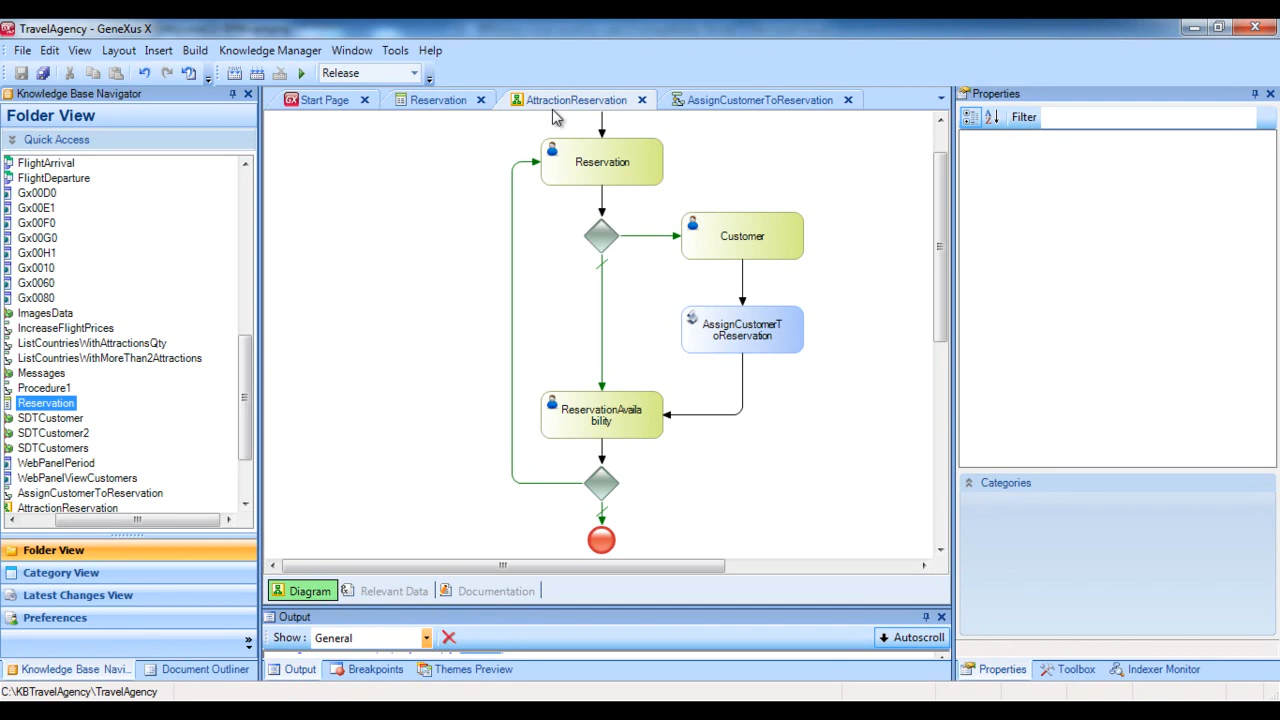 TravelAgency - GeneXus X
File Edit View Layout Insert Build Knowledge Manager Window Tools Help
Release
Knowledge Base Navigator
Folder View
Quick Access
FlightArrival
FlightDeparture
Gx00D0
Gx00E1
Gx00F0
Gx00G0
Gx00H1
Gx0010
Gx0060
Gx0080
ImagesData
IncreaseFlightPrices
ListCountriesWithAttractionsQty
ListCountriesWithMoreThan2Attractions
Messages
Procedure1
Reservation
SDTCustomer
SDTCustomer2
SDTCustomers
WebPanelPeriod
WebPanelViewCustomers
AssignCustomerToReservation
AttractionReservation
Folder View
Category View
Latest Changes View
Preferences
Knowledge Base Navi... Document Outliner
Start Page Reservation AttractionReservation AssignCustomerToReservation
Reservation
Customer
AssignCustomerT
oReservation
ReservationAvaila
bility
Diagram Relevant Data Documentation
Output
Show : General Autoscroll
Output Breakpoints Themes Preview
Properties
Filter
Categories
Properties Toolbox Indexer Monitor
C:\KBTravelAgency\TravelAgency